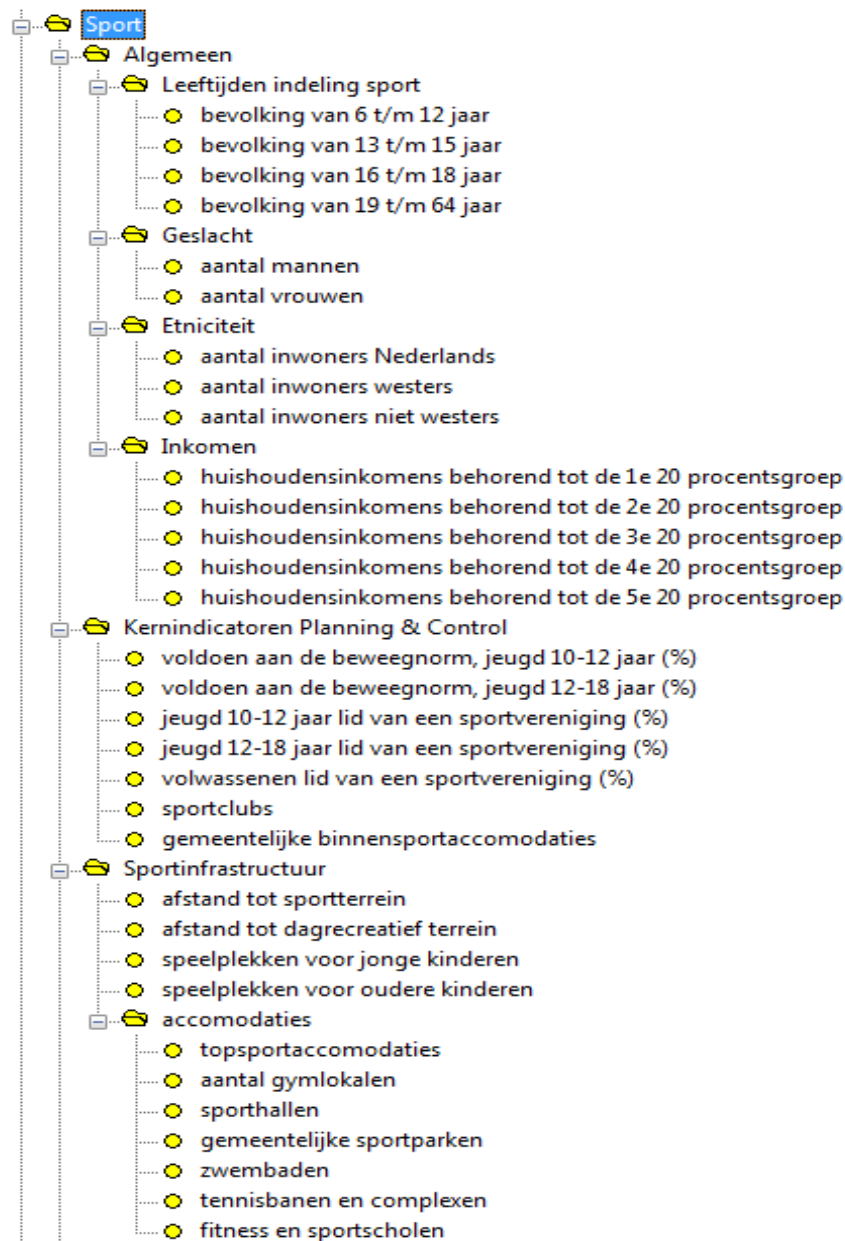 Sport
Algemeen
Leeftijden indeling sport
bevolking van 6 t/m 12 jaar
bevolking van 13 t/m 15 jaar
bevolking van 16 t/m 18 jaar
bevolking van 19 t/m 64 jaar
Geslacht
aantal mannen
aantal vrouwen
Etniciteit
aantal inwoners Nederlands
aantal inwoners westers
aantal inwoners niet westers
Inkomen
huishoudensinkomens behorend tot de 1e 20 procentsgroep
huishoudensinkomens behorend tot de 2e 20 procentsgroep
huishoudensinkomens behorend tot de 3e 20 procentsgroep
huishoudensinkomens behorend tot de 4e 20 procentsgroep
huishoudensinkomens behorend tot de 5e 20 procentsgroep
Kernindicatoren Planning & Control
voldoen aan de beweegnorm, jeugd 10-12 jaar (%)
voldoen aan de beweegnorm, jeugd 12-18 jaar (%)
jeugd 10-12 jaar lid van een sportvereniging (%)
jeugd 12-18 jaar lid van een sportvereniging (%)
volwassenen lid van een sportvereniging (%)
sportclubs
gemeentelijke binnensportaccomodaties
Sportinfrastructuur
afstand tot sportterrein
afstand tot dagrecreatief terrein
speelplekken voor jonge kinderen
speelplekken voor oudere kinderen
accomodaties
topsportaccomodaties
aantal gymlokalen
sporthallen
gemeentelijke sportparken
zwembaden
tennisbanen en complexen
fitness en sportscholen